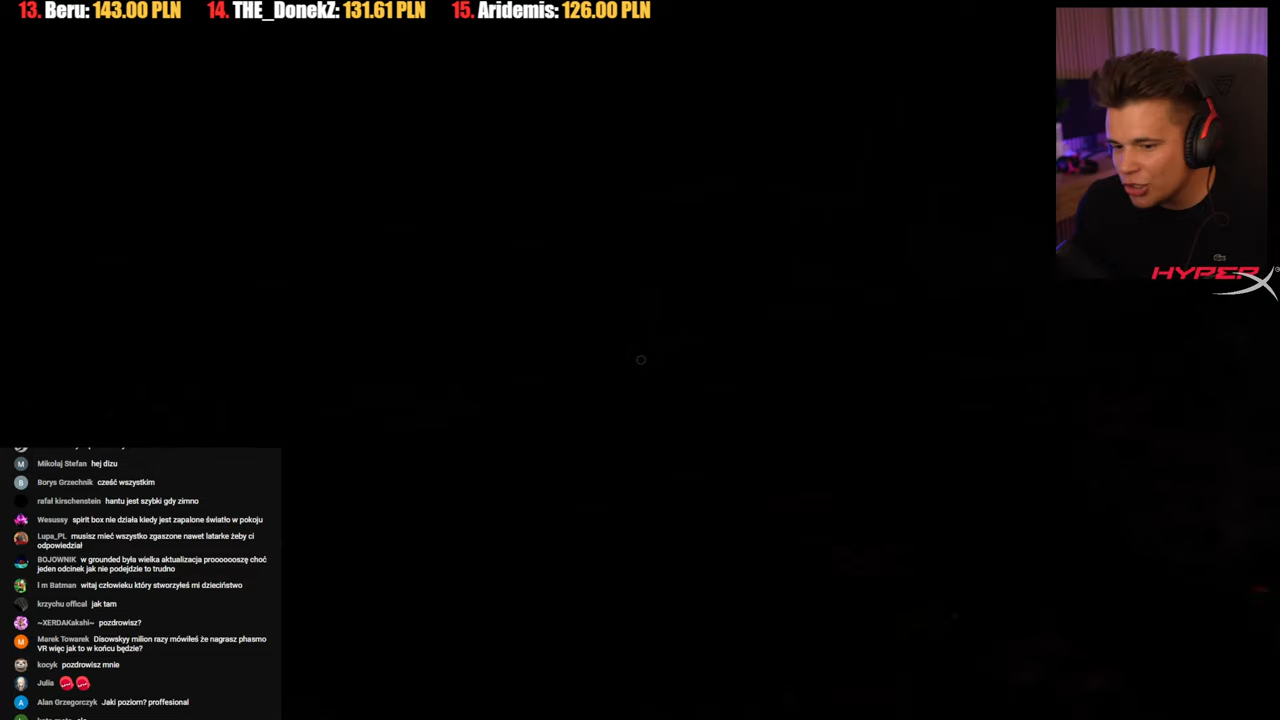 13. Beru: 143.00 PLN 14. THE_DonekZ: 131.61 PLN 15. Aridemis: 126.00 PLN
HYPERX
Mikołaj Stefan hej dizu
Borys Grzechnik cześć wszystkim
rafał kirschenstein hantu jest szybki gdy zimno
Wesussy spirit box nie działa kiedy jest zapalone światło w pokoju
Lupa_PL musisz mieć wszystko zgaszone nawet latarke żeby ci
odpowiedział
BOJOWNIK w grounded była wielka aktualizacja prooooooszę choć
jeden odcinek jak nie podejdzie to trudno
I m Batman witaj człowieku który stworzyłeś mi dzieciństwo
krzychu offical jak tam
~XERDAKakshi~ pozdrowisz?
Marek Towarek Disowskyy milion razy mówiłeś że nagrasz phasmo
VR więc jak to w końcu będzie?
kocyk pozdrowisz mnie
Julia
Alan Grzegorczyk Jaki poziom? proffesional